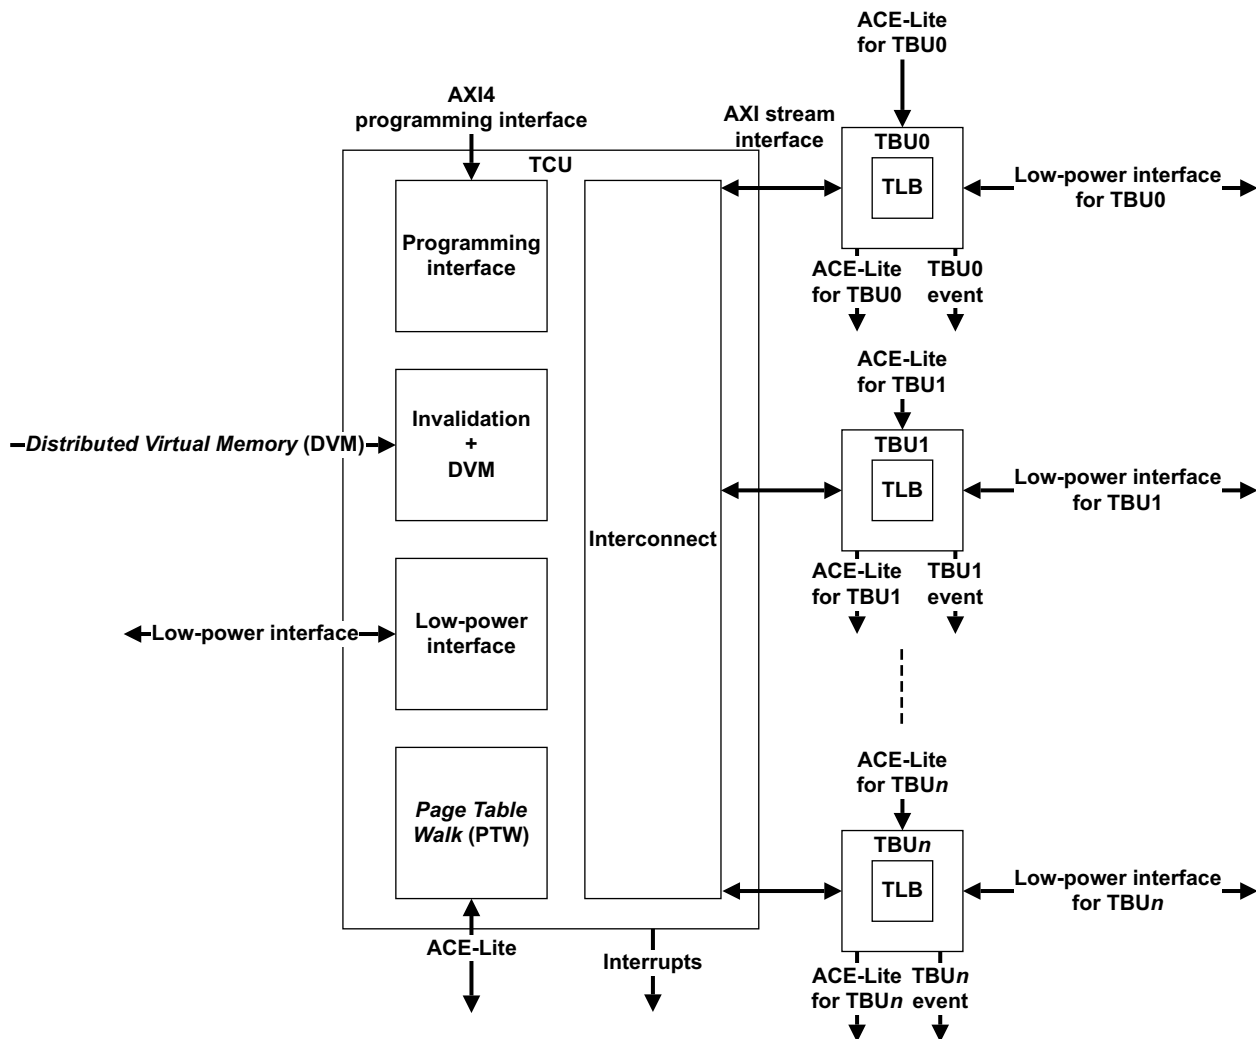 ACE-Lite
for TBU0
AXI4
programming interface
AXI stream
interface
TCU
TBU0
TLB
Low-power interface
for TBU0
Programming
interface
ACE-Lite
for TBU0
TBU0
event
ACE-Lite
for TBU1
Distributed Virtual Memory (DVM)
Invalidation
+
DVM
TBU1
TLB
Low-power interface
for TBU1
Interconnect
ACE-Lite
for TBU1
TBU1
event
Low-power interface
Low-power
interface
ACE-Lite
for TBUn
Page Table
Walk (PTW)
TBUn
TLB
Low-power interface
for TBUn
ACE-Lite
Interrupts
ACE-Lite
for TBUn
TBUn
event